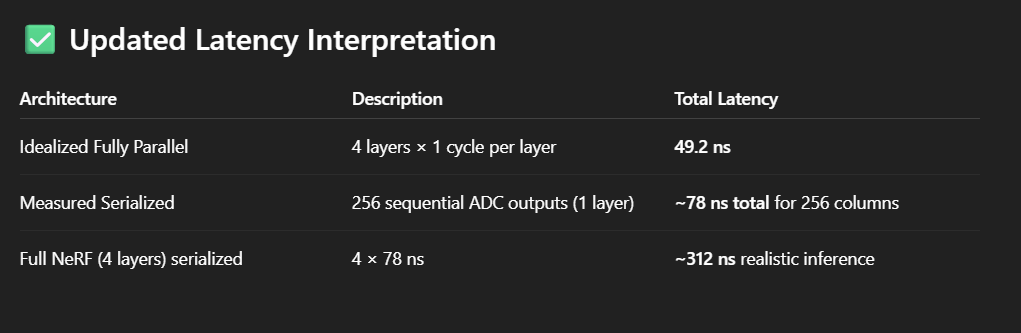 ✅ Updated Latency Interpretation
Architecture Description Total Latency
Idealized Fully Parallel 4 layers × 1 cycle per layer 49.2 ns
Measured Serialized 256 sequential ADC outputs (1 layer) ~78 ns total for 256 columns
Full NeRF (4 layers) serialized 4 × 78 ns ~312 ns realistic inference